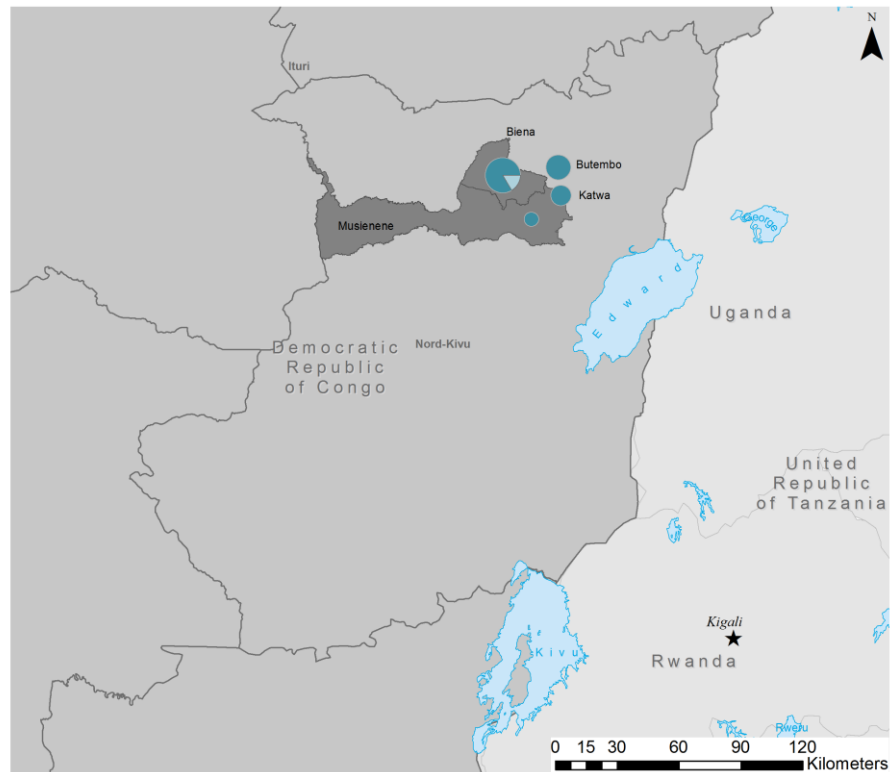 N
Ituri
Biena
Butembo
Katwa
Musienene
George
Edward
Uganda
Democratic
Republic
of Congo
Nord-Kivu
United
Republic
of Tanzania
Kigali
Kivu
Rwanda
Rweru
0 15 30 60 90 120
Kilometers